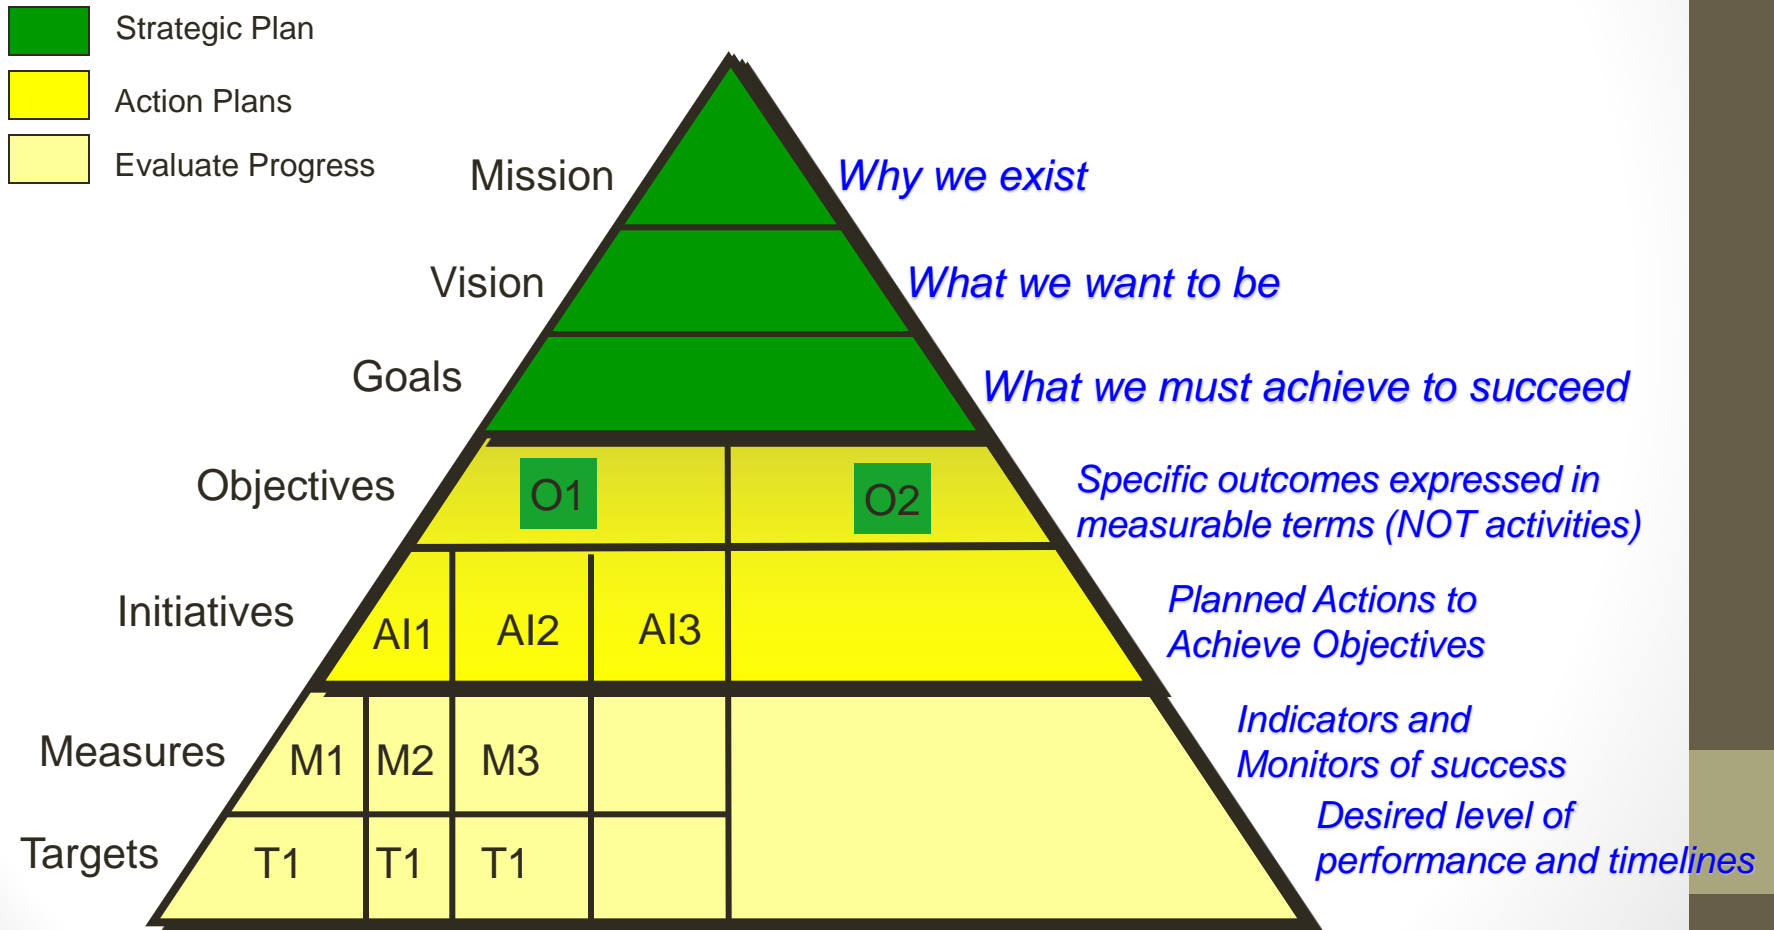 Strategic Plan
Action Plans
Evaluate Progress
Mission
Why we exist
Vision
What we want to be
Goals
What we must achieve to succeed
Objectives
O1
O2
Specific outcomes expressed in
measurable terms (NOT activities)
Initiatives
AI1
AI2
AI3
Planned Actions to
Achieve Objectives
Measures
M1
M2
M3
Indicators and
Monitors of success
Targets
T1
T1
T1
Desired level of
performance and timelines